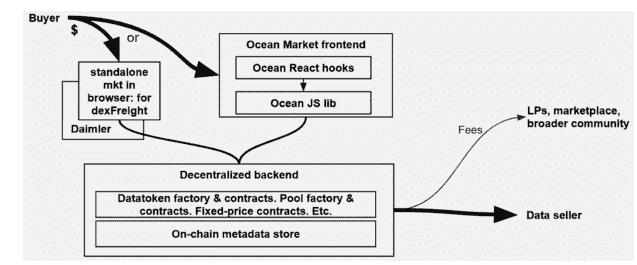 Buyer
$
or
Ocean Market frontend
Ocean React hooks
Ocean JS lib
standalone
mkt in
browser: for
dexFreight
Daimler
LPs, marketplace,
broader community
Fees
Decentralized backend
Datatoken factory & contracts. Pool factory &
contracts. Fixed-price contracts. Etc.
On-chain metadata store
Data seller